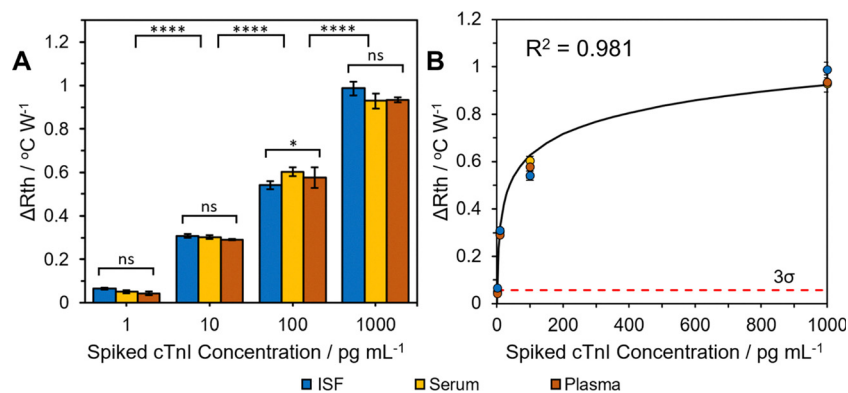 A
ΔRth / ºC W-1
1.2
1
0.8
0.6
0.4
0.2
0
**** **** ****
ns
ns
*
ns
1 10 100 1000
Spiked cTnI Concentration / pg mL-1
B
ΔRth / ºC W-1
1.2
1
0.8
0.6
0.4
0.2
0
R2 = 0.981
3σ
0 200 400 600 800 1000
Spiked cTnI Concentration / pg mL-1
ISF Serum Plasma